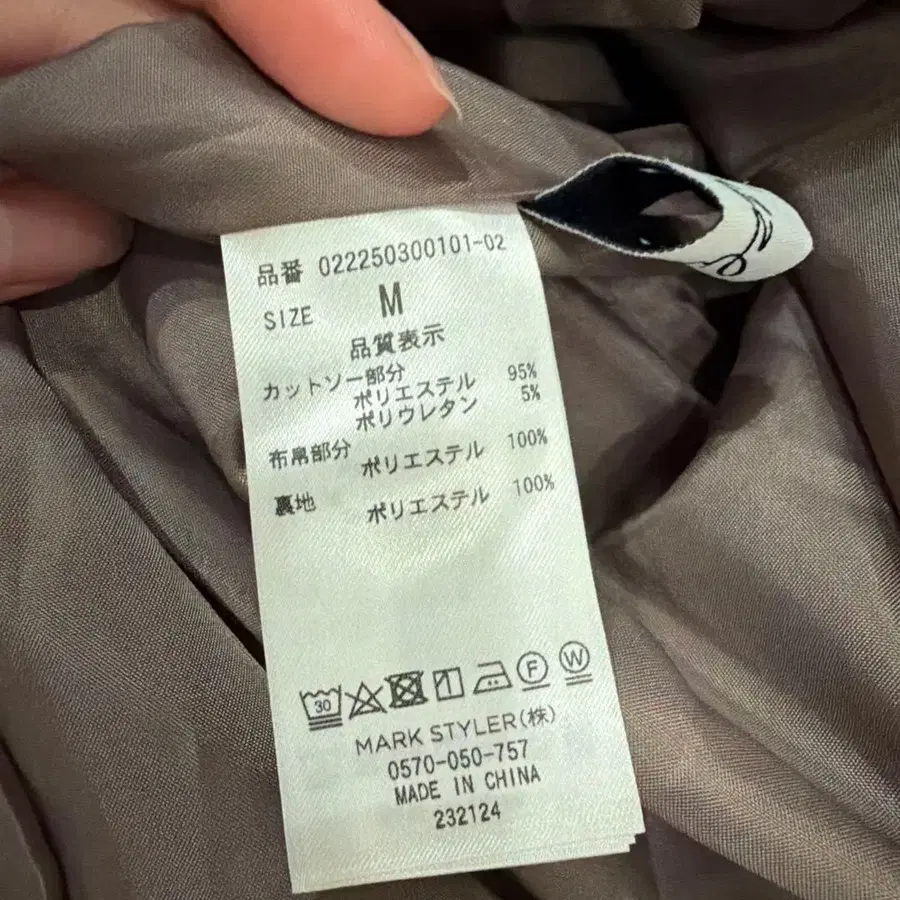 品番 022250300101-02
SIZE M
品質表示
カットソー部分
ポリエステル 95%
ポリウレタン 5%
布帛部分 ポリエステル 100%
裏地 ポリエステル 100%
30 F W
MARK STYLER(株)
0570-050-757
MADE IN CHINA
232124